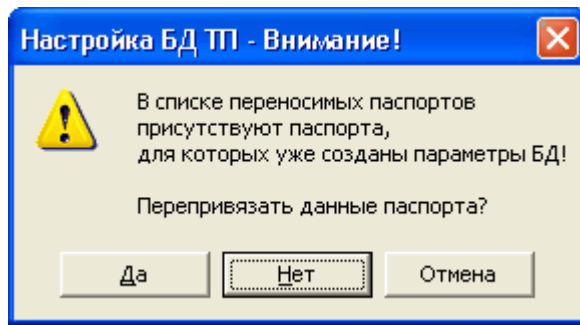 Настройка БД ТП - Внимание!
В списке переносимых паспортов
присутствуют паспорта,
для которых уже созданы параметры БД!
Перепривязать данные паспорта?
Да Нет Отмена